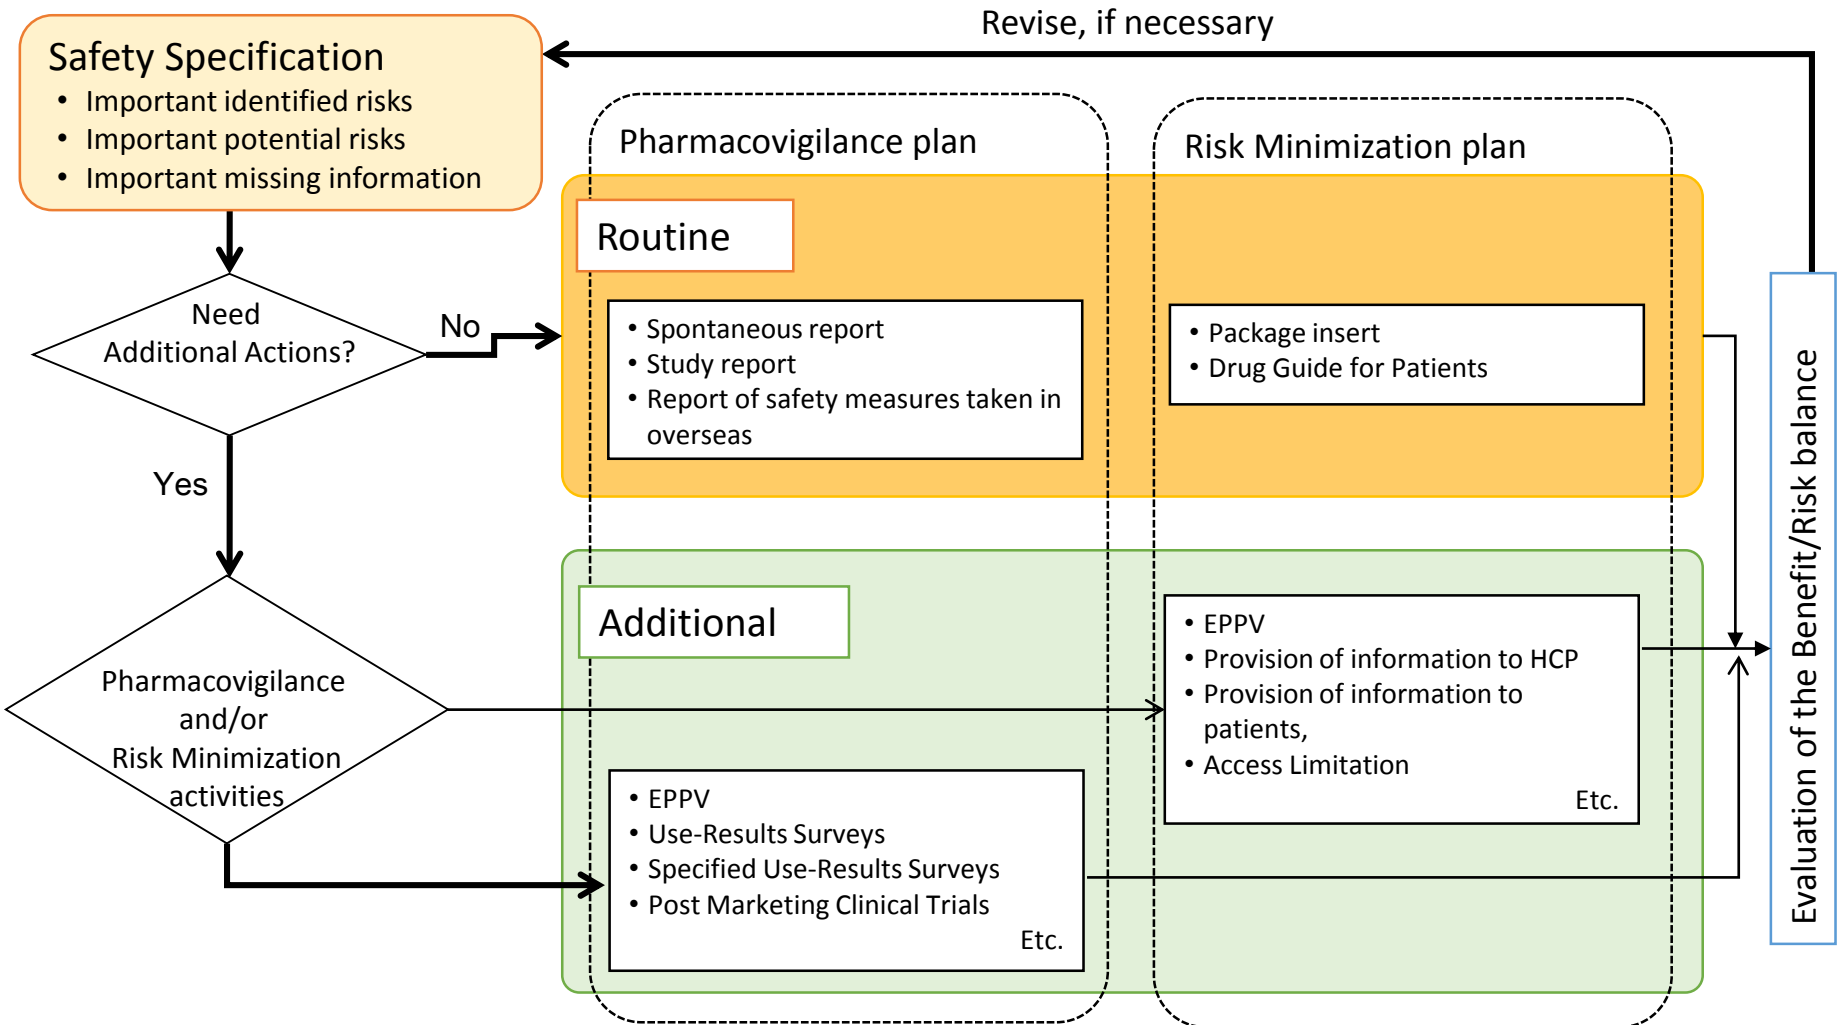 Revise, if necessary
Safety Specification
• Important identified risks
• Important potential risks
• Important missing information
Pharmacovigilance plan
Risk Minimization plan
Routine
Need
Additional Actions?
No
• Spontaneous report
• Study report
• Report of safety measures taken in
overseas
• Package insert
• Drug Guide for Patients
Yes
Additional
Pharmacovigilance
and/or
Risk Minimization
activities
• EPPV
• Provision of information to HCP
• Provision of information to
patients,
• Access Limitation
Etc.
• EPPV
• Use-Results Surveys
• Specified Use-Results Surveys
• Post Marketing Clinical Trials
Etc.
Evaluation of the Benefit/Risk balance